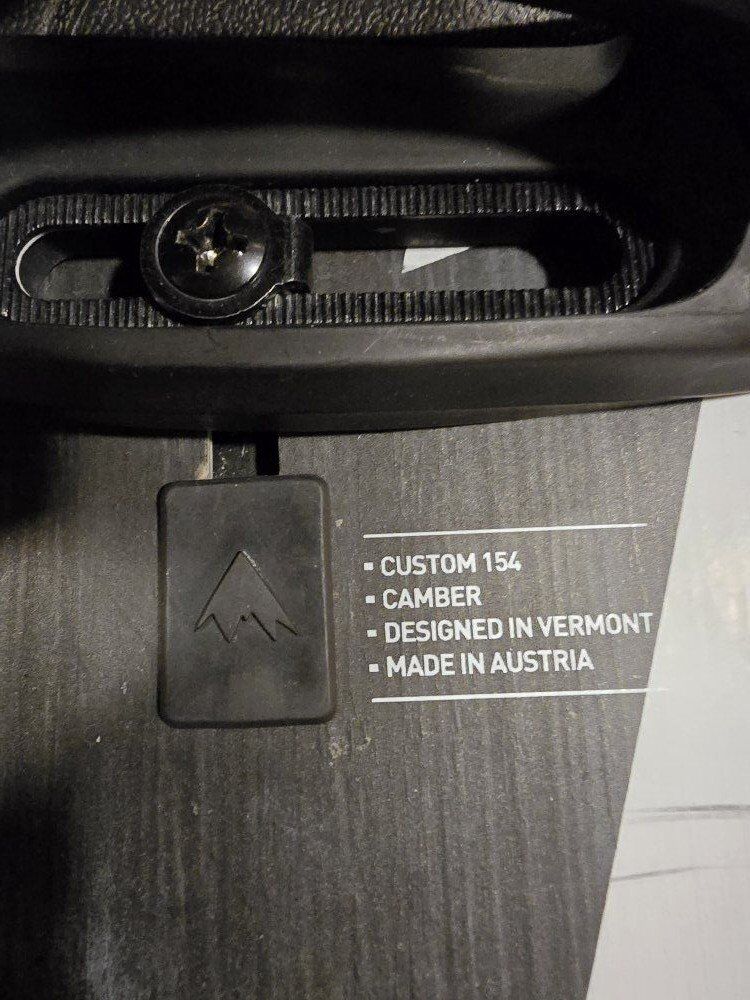 ▪ CUSTOM 154
▪ CAMBER
▪ DESIGNED IN VERMONT
▪ MADE IN AUSTRIA